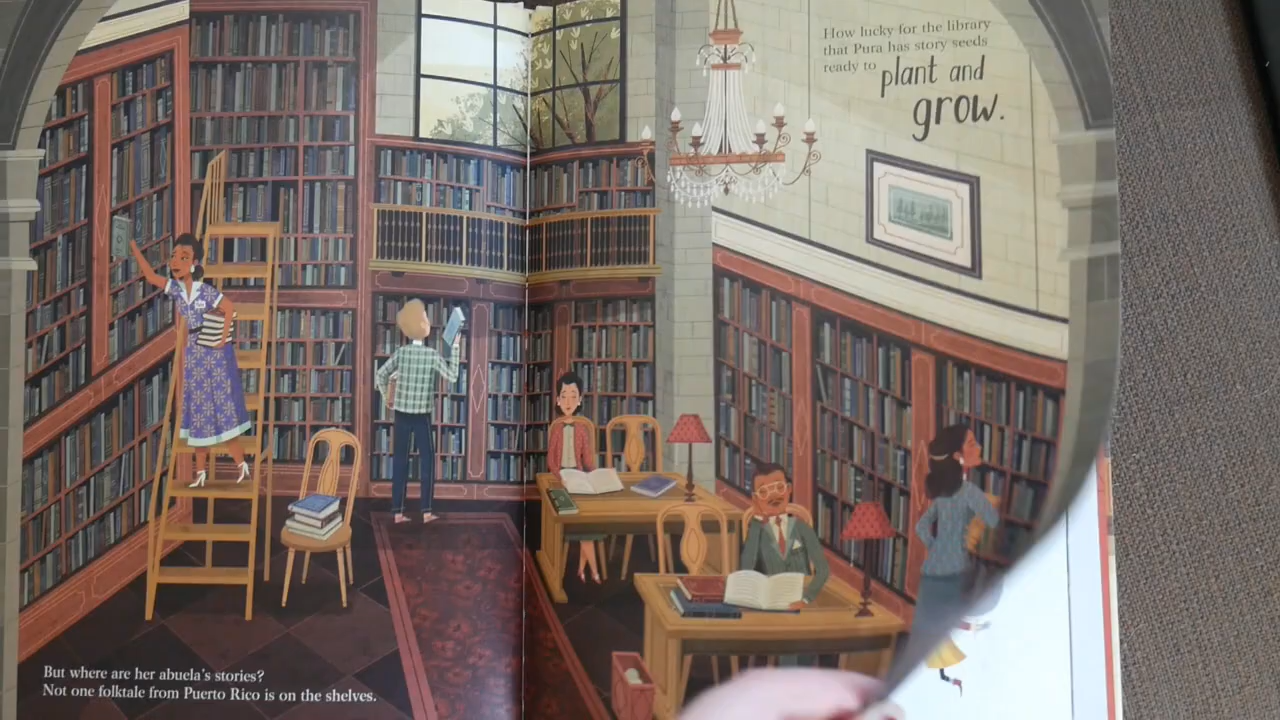 But where are her abuela's stories?
Not one folktale from Puerto Rico is on the shelves.
How lucky for the library
that Pura has story seeds
ready to plant and
grow.